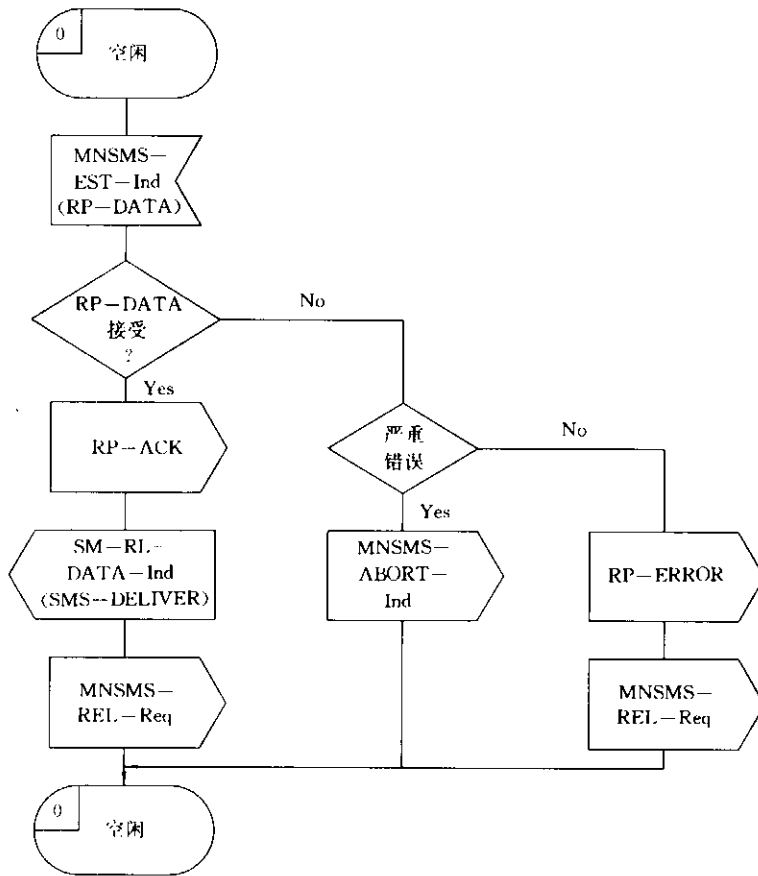 0
空闲
MNSMS-
EST-Ind
(RP-DATA)
RP-DATA
接受
?
No
Yes
RP-ACK
严重
错误
No
Yes
SM-RL-
DATA-Ind
(SMS-DELIVER)
MNSMS-
ABORT-
Ind
RP-ERROR
MNSMS-
REL-Req
MNSMS-
REL-Req
0
空闲